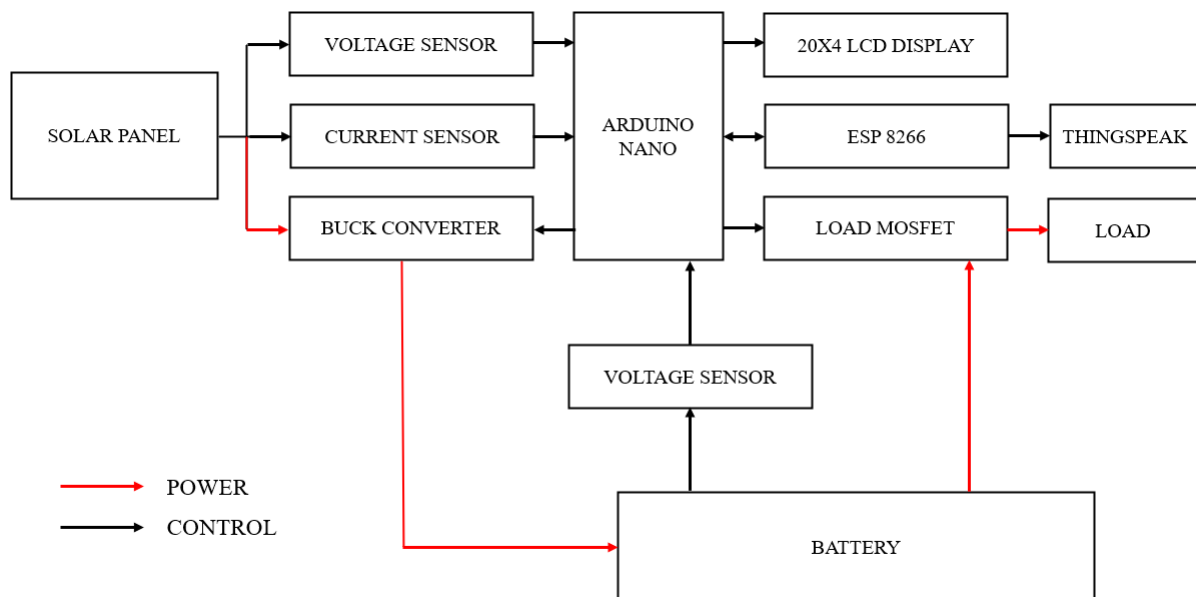 VOLTAGE SENSOR
20X4 LCD DISPLAY
SOLAR PANEL
CURRENT SENSOR
ARDUINO
NANO
ESP 8266
THINGSPEAK
BUCK CONVERTER
LOAD MOSFET
LOAD
VOLTAGE SENSOR
POWER
CONTROL
BATTERY